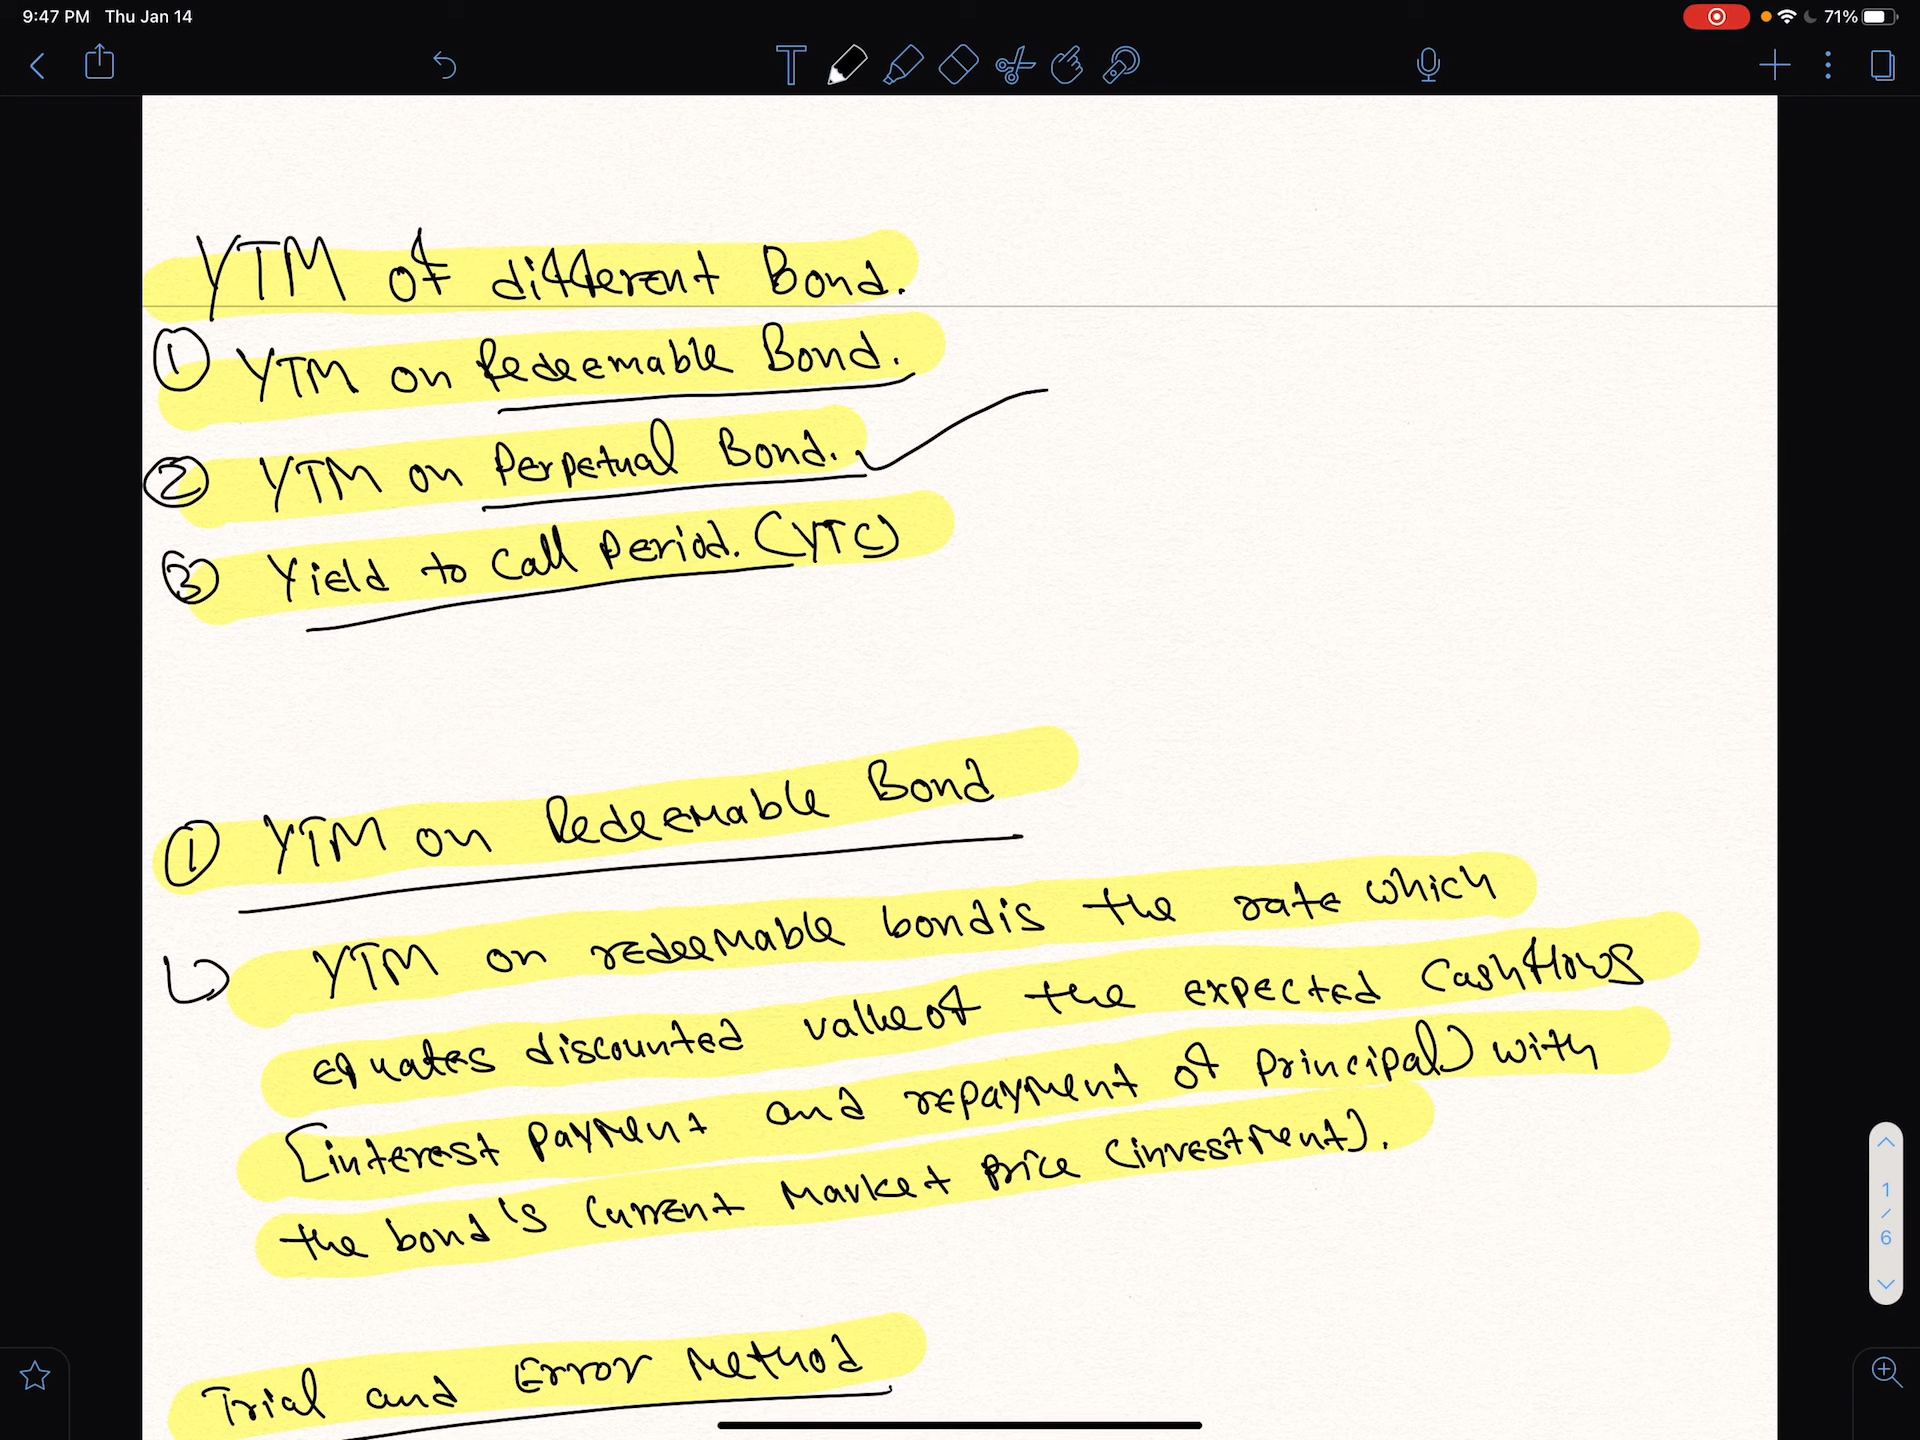 9:47 PM Thu Jan 14
71%
YTM of different Bond.
① YTM on Redeemable Bond.
② YTM on Perpetual Bond.
③ Yield to Call Period. (YTC)
① YTM on Redeemable Bond
YTM on redeemable bond is the rate which
equates discounted value of the expected Cashflows
[interest payment and repayment of principal) with
the bond's current Market price (investment).
Trial and Error Method
1
/
6